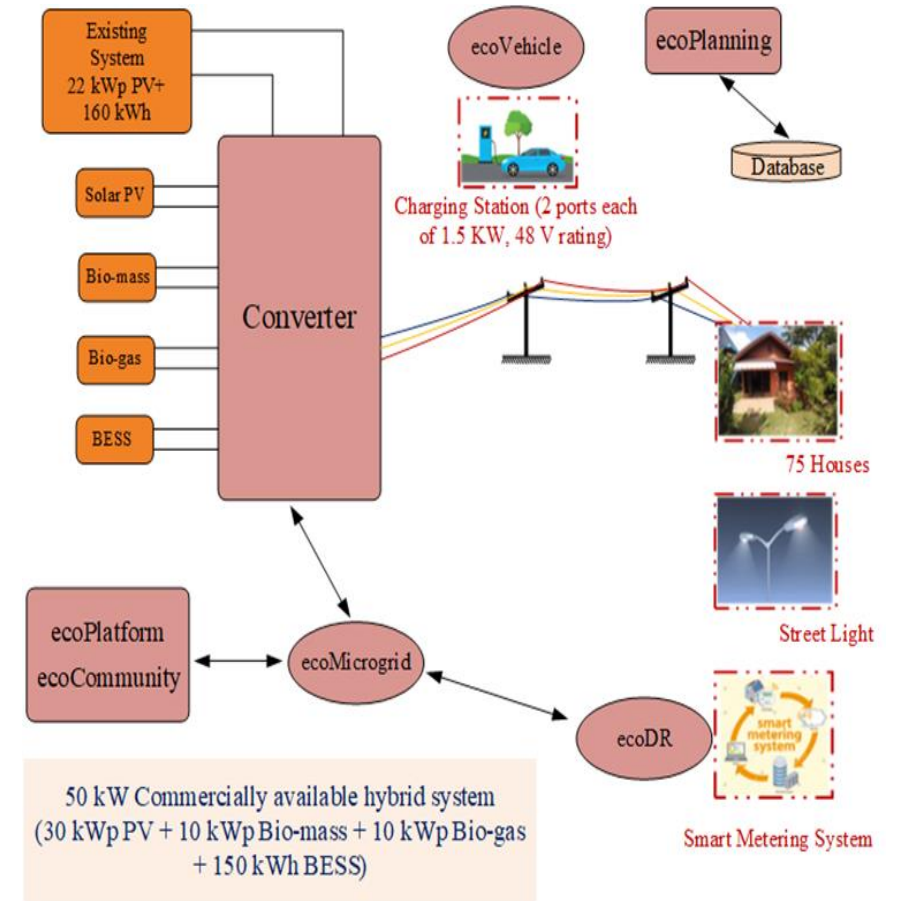 Existing
System
22 kWp PV+
160 kWh
ecoVehicle
ecoPlanning
Database
Solar PV
Bio-mass
Bio-gas
BESS
Converter
Charging Station (2 ports each
of 1.5 KW, 48 V rating)
75 Houses
Street Light
ecoPlatform
ecoCommunity
ecoMicrogrid
ecoDR
smart
metering
system
Smart Metering System
50 kW Commercially available hybrid system
(30 kWp PV + 10 kWp Bio-mass + 10 kWp Bio-gas
+ 150 kWh BESS)